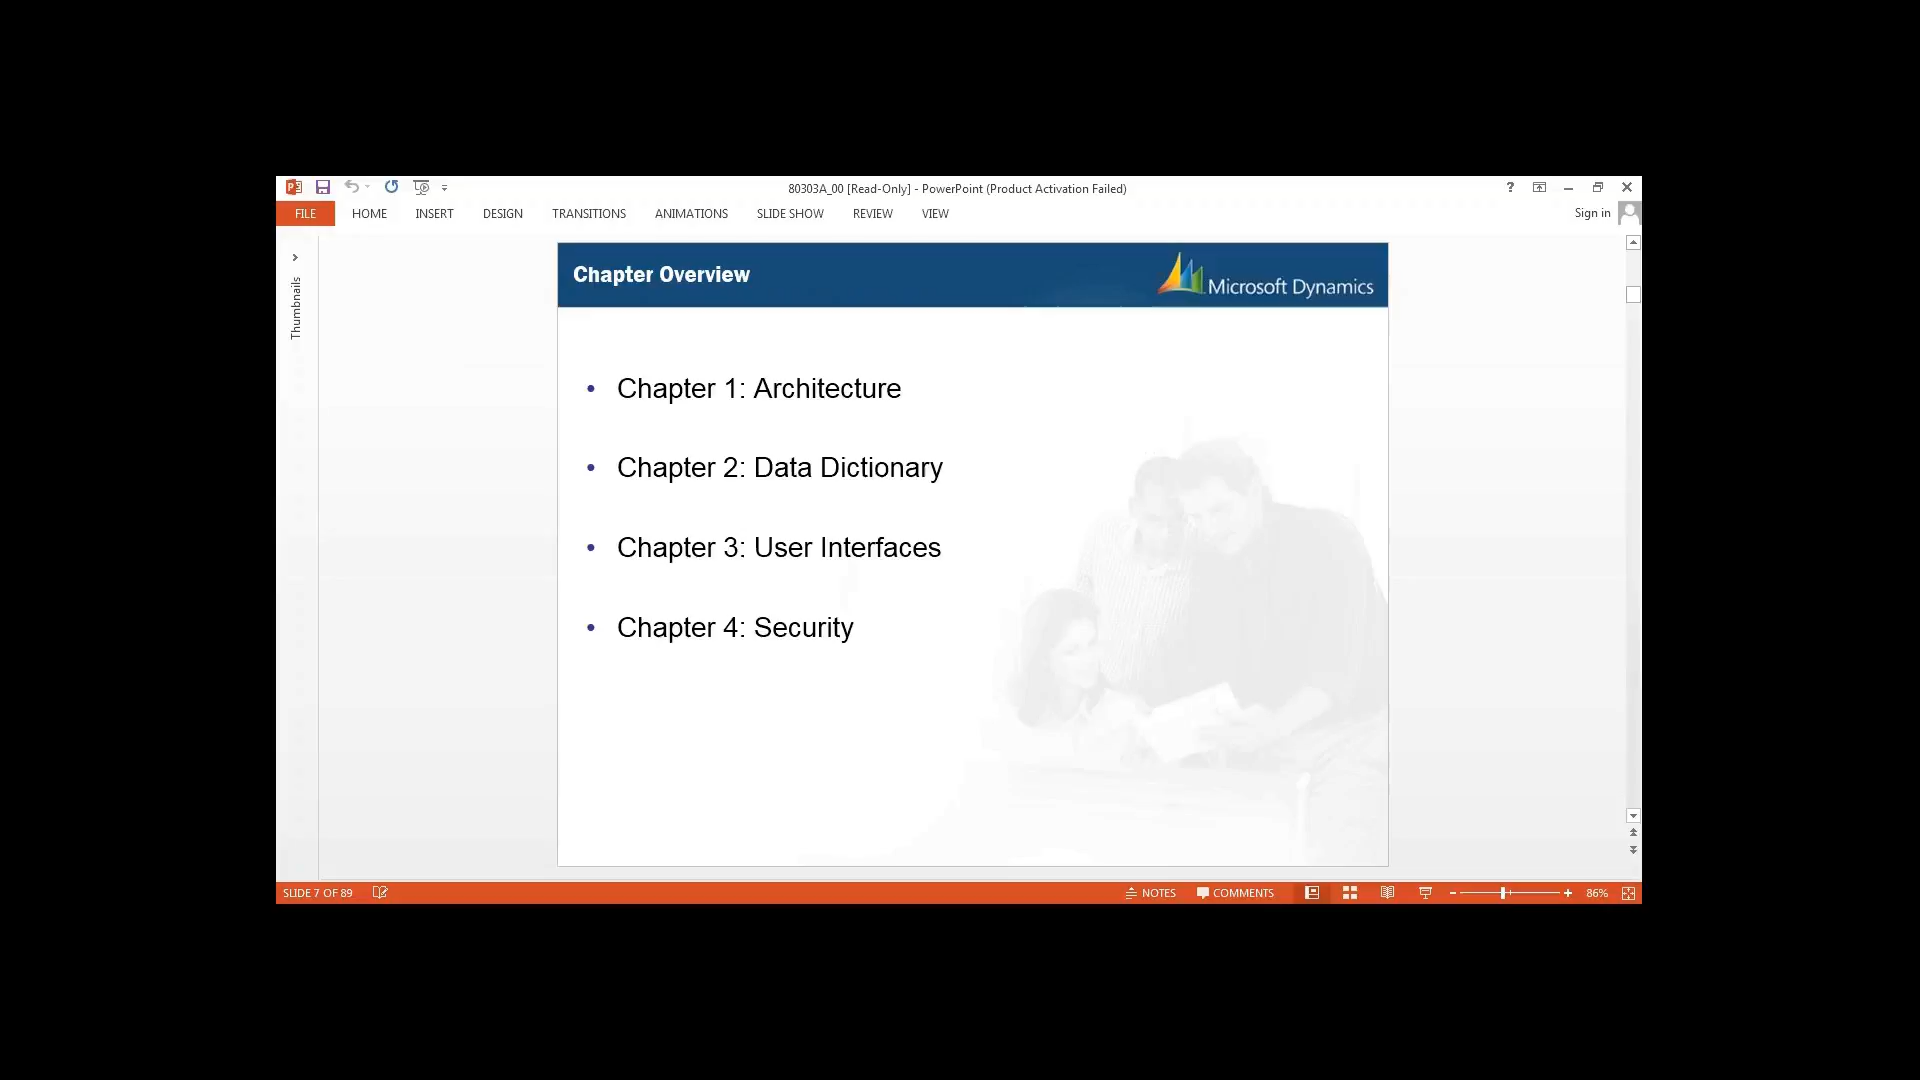 80303A_00 [Read-Only] - PowerPoint (Product Activation Failed)
?
FILE HOME INSERT DESIGN TRANSITIONS ANIMATIONS SLIDE SHOW REVIEW VIEW Sign in
Thumbnails
Chapter Overview
Microsoft Dynamics
• Chapter 1: Architecture
• Chapter 2: Data Dictionary
• Chapter 3: User Interfaces
• Chapter 4: Security
SLIDE 7 OF 89 NOTES COMMENTS 86%